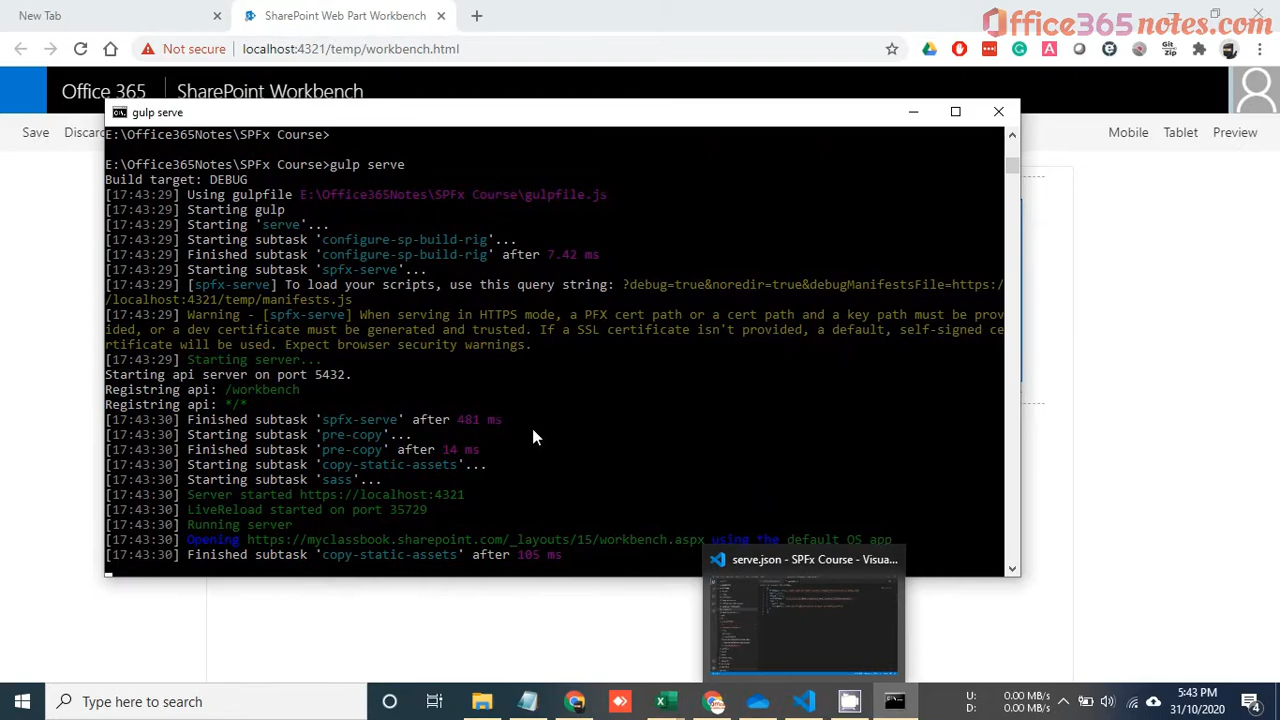 New Tab
SharePoint Web Part Workbench
Office365notes.com
Not secure
localhost:4321/temp/workbench.html
Git
Zip
Office 365
SharePoint Workbench
gulp serve
Save
Discard
Mobile
Tablet
Preview
E:\Office365Notes\SPFx Course>
E:\Office365Notes\SPFx Course>gulp serve
Build target: DEBUG
[17:43:29] Using gulpfile E:\Office365Notes\SPFx Course\gulpfile.js
[17:43:29] Starting gulp
[17:43:29] Starting 'serve'...
[17:43:29] Starting subtask 'configure-sp-build-rig'...
[17:43:29] Finished subtask 'configure-sp-build-rig' after 7.42 ms
[17:43:29] Starting subtask 'spfx-serve'...
[17:43:29] [spfx-serve] To load your scripts, use this query string: ?debug=true&noredir=true&debugManifestsFile=https:/
/localhost:4321/temp/manifests.js
[17:43:29] Warning - [spfx-serve] When serving in HTTPS mode, a PFX cert path or a cert path and a key path must be prov
ided, or a dev certificate must be generated and trusted. If a SSL certificate isn't provided, a default, self-signed ce
rtificate will be used. Expect browser security warnings.
[17:43:29] Starting server...
Starting api server on port 5432.
Registring api: /workbench
Registring api: */*
[17:43:30] Finished subtask 'spfx-serve' after 481 ms
[17:43:30] Starting subtask 'pre-copy'...
[17:43:30] Finished subtask 'pre-copy' after 14 ms
[17:43:30] Starting subtask 'copy-static-assets'...
[17:43:30] Starting subtask 'sass'...
[17:43:30] Server started https://localhost:4321
[17:43:30] LiveReload started on port 35729
[17:43:30] Running server
[17:43:30] Opening https://myclassbook.sharepoint.com/_layouts/15/workbench.aspx using the default OS app
[17:43:30] Finished subtask 'copy-static-assets' after 105 ms
serve.json - SPFx Course - Visua...
Type here to search
U: 0.00 MB/s
D: 0.00 MB/s
5:43 PM
31/10/2020
4